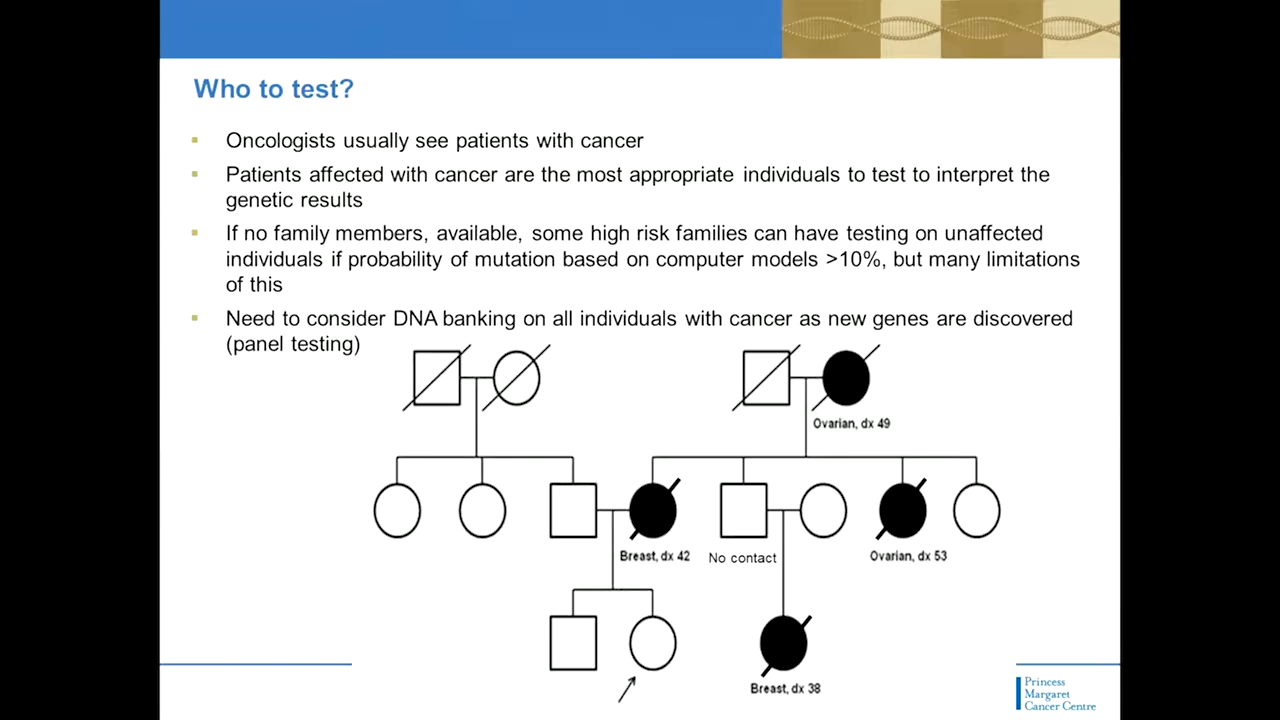 Who to test?
Oncologists usually see patients with cancer
Patients affected with cancer are the most appropriate individuals to test to interpret the
genetic results
If no family members, available, some high risk families can have testing on unaffected
individuals if probability of mutation based on computer models >10%, but many limitations
of this
Need to consider DNA banking on all individuals with cancer as new genes are discovered
(panel testing)
Ovarian, dx 49
Breast, dx 42
No contact
Ovarian, dx 53
Breast, dx 38
Princess
Margaret
Cancer Centre